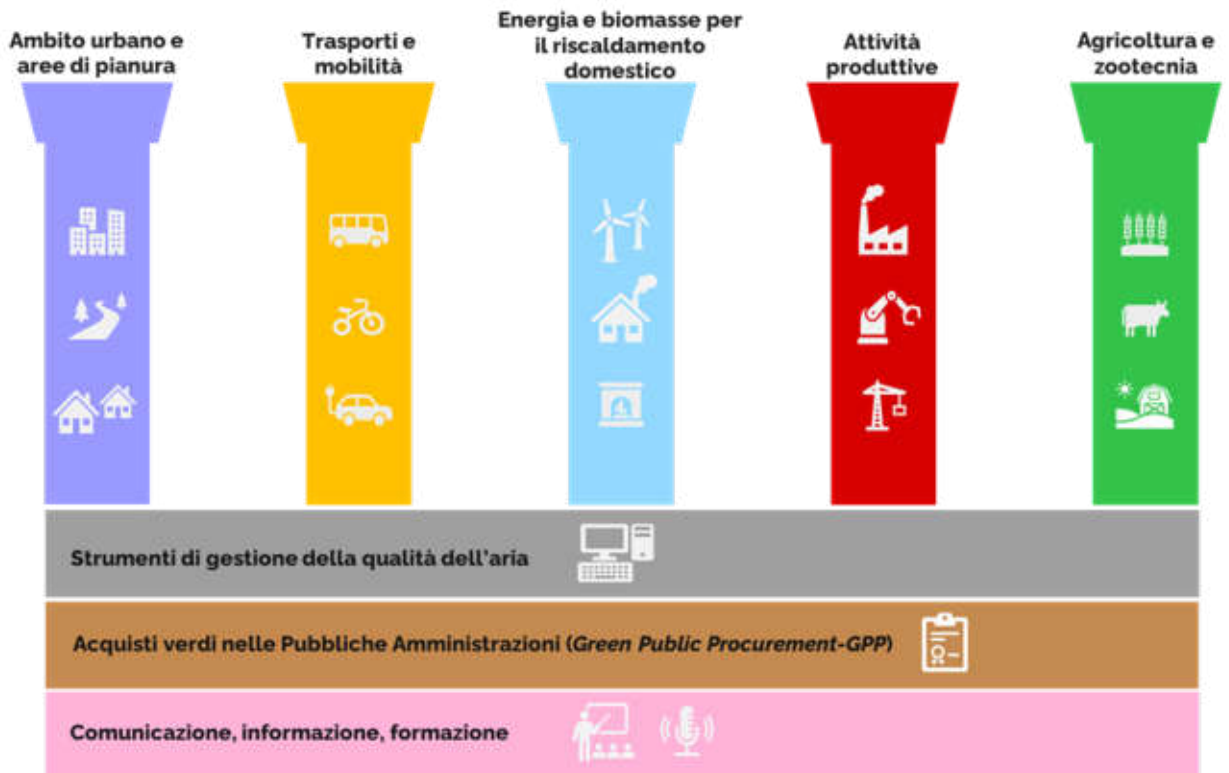 Ambito urbano e
aree di pianura
Trasporti e
mobilità
Energia e biomasse per
il riscaldamento
domestico
Attività
produttive
Agricoltura e
zootecnia
Strumenti di gestione della qualità dell'aria
Acquisti verdi nelle Pubbliche Amministrazioni (Green Public Procurement-GPP)
Comunicazione, informazione, formazione